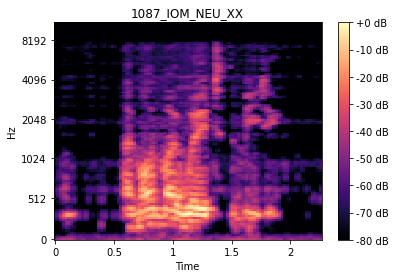 1087_IOM_NEU_XX
Hz
8192
4096
2048
1024
512
0
0
0.5
1
1.5
2
Time
+0 dB
-10 dB
-20 dB
-30 dB
-40 dB
-50 dB
-60 dB
-70 dB
-80 dB